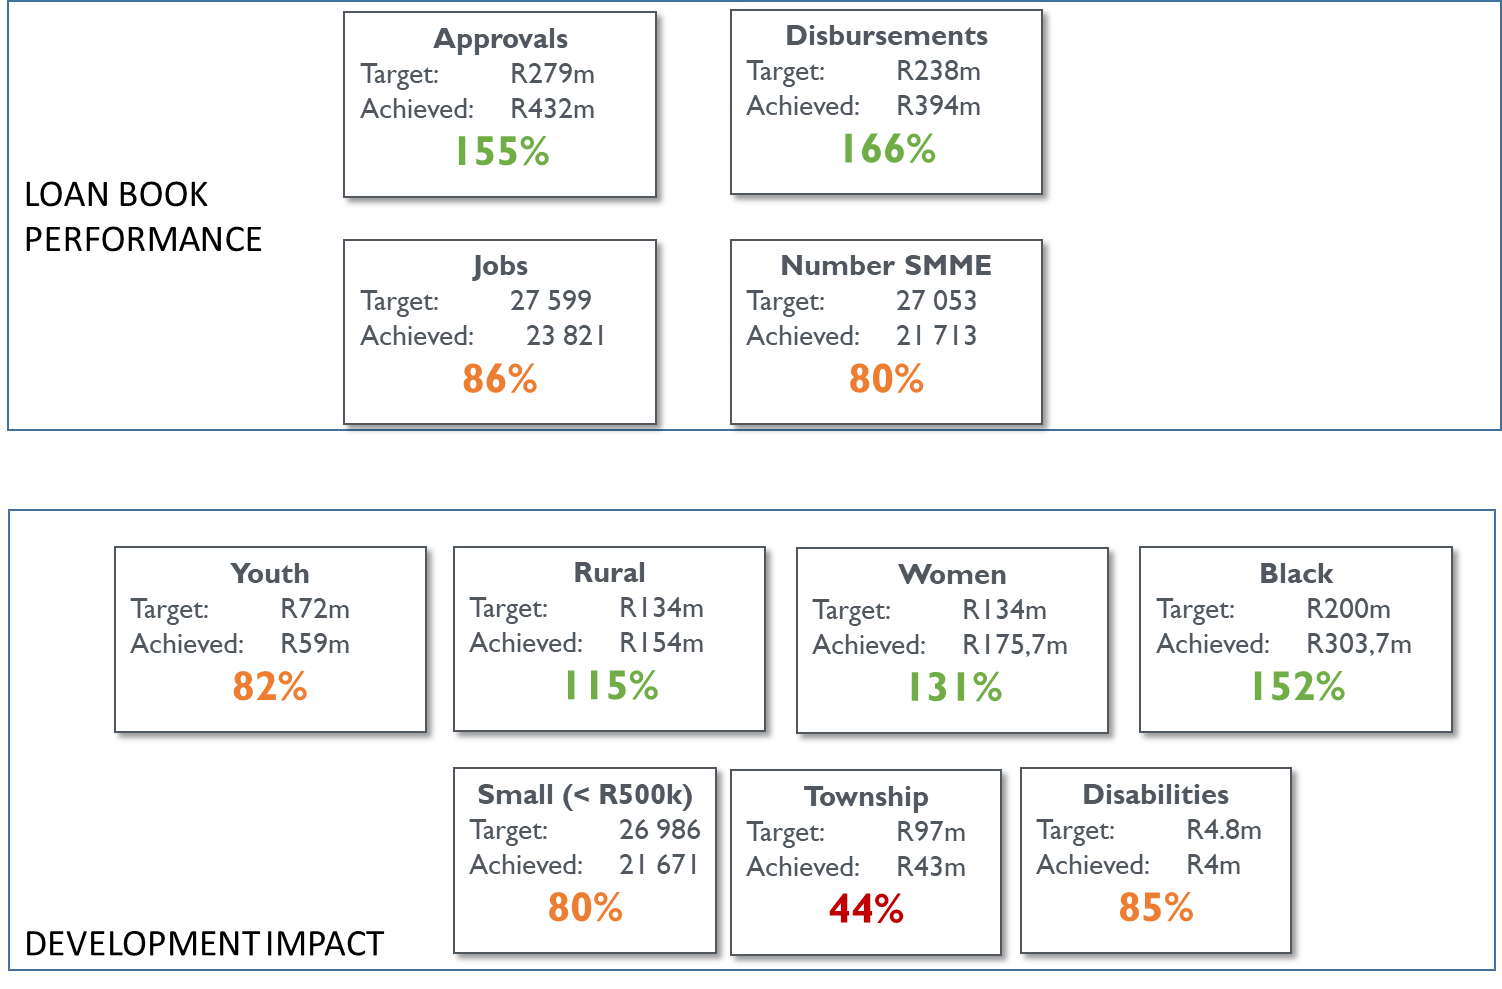 LOAN BOOK
PERFORMANCE
Approvals
Target: R279m
Achieved: R432m
155%
Disbursements
Target: R238m
Achieved: R394m
166%
Jobs
Target: 27 599
Achieved: 23 821
86%
Number SMME
Target: 27 053
Achieved: 21 713
80%
DEVELOPMENT IMPACT
Youth
Target: R72m
Achieved: R59m
82%
Rural
Target: R134m
Achieved: R154m
115%
Women
Target: R134m
Achieved: R175,7m
131%
Black
Target: R200m
Achieved: R303,7m
152%
Small (< R500k)
Target: 26 986
Achieved: 21 671
80%
Township
Target: R97m
Achieved: R43m
44%
Disabilities
Target: R4.8m
Achieved: R4m
85%